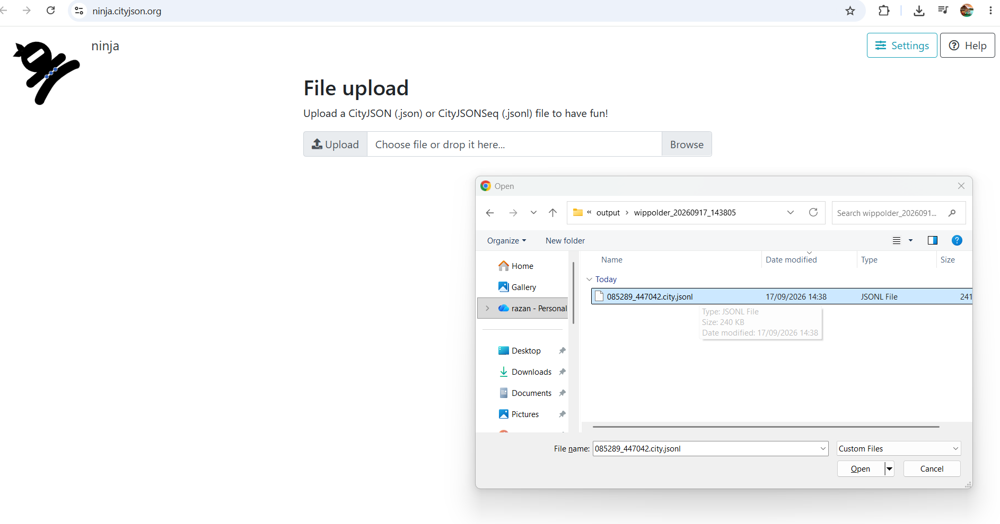 ninja.cityjson.org
ninja
Settings
Help
File upload
Upload a CityJSON (.json) or CityJSONSeq (.jsonl) file to have fun!
Upload
Choose file or drop it here...
Browse
Open
« output > wippolder_20260917_143805
Search wippolder_2026091...
Organize
New folder
?
Home
Gallery
razan - Personal
Desktop
Downloads
Documents
Pictures
Name Date modified Type Size
Today
085289_447042.city.jsonl 17/09/2026 14:38 JSONL File 241
Type: JSONL File
Size: 240 KB
Date modified: 17/09/2026 14:38
File name: 085289_447042.city.jsonl
Custom Files
Open
Cancel